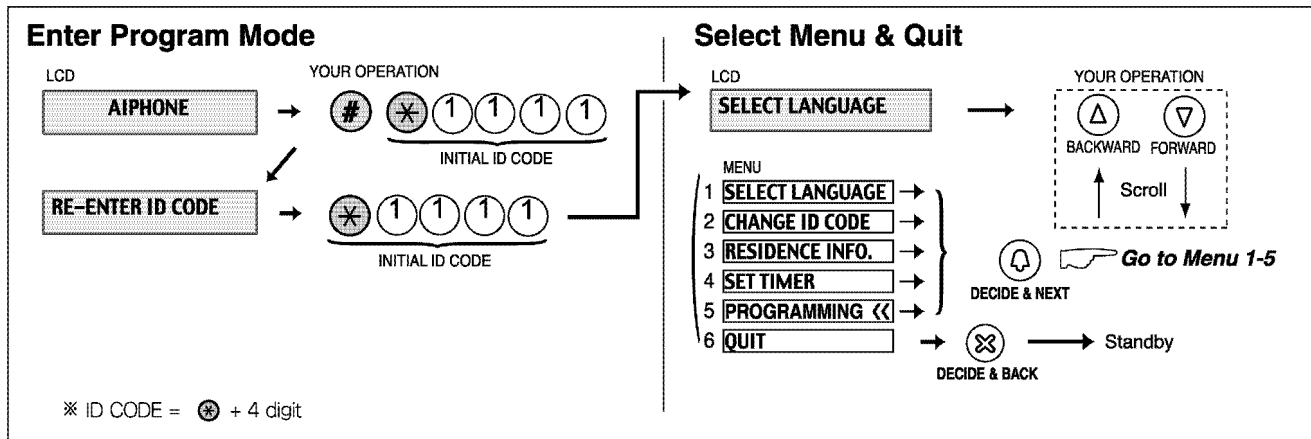 Enter Program Mode
LCD
YOUR OPERATION
AIPHONE
# * 1 1 1 1
INITIAL ID CODE
RE-ENTER ID CODE
* 1 1 1 1
INITIAL ID CODE
※ ID CODE = * + 4 digit
Select Menu & Quit
LCD
YOUR OPERATION
SELECT LANGUAGE
BACKWARD FORWARD
Scroll
MENU
1 SELECT LANGUAGE
2 CHANGE ID CODE
3 RESIDENCE INFO.
4 SET TIMER
5 PROGRAMMING <<
6 QUIT
Go to Menu 1-5
DECIDE & NEXT
Standby
DECIDE & BACK